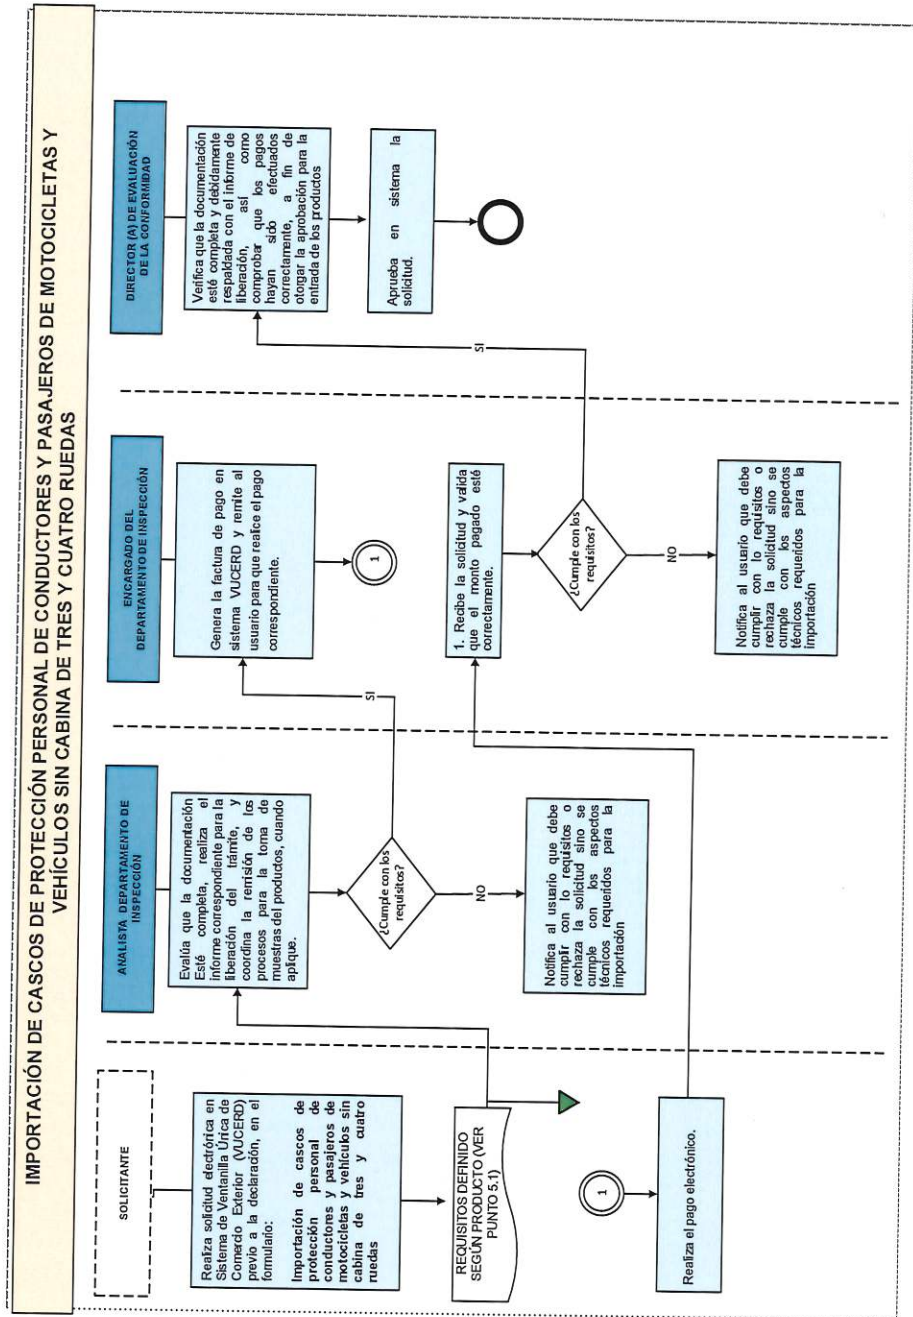 IMPORTACIÓN DE CASCOS DE PROTECCIÓN PERSONAL DE CONDUCTORES Y PASAJEROS DE MOTOCICLETAS Y
VEHÍCULOS SIN CABINA DE TRES Y CUATRO RUEDAS
SOLICITANTE
Realiza solicitud electrónica en
Sistema de Ventanilla Única de
Comercio Exterior (VUCERD)
previo a la declaración, en el
formulario:
Importación de cascos de
protección personal de
conductores y pasajeros de
motocicletas y vehículos sin
cabina de tres y cuatro
ruedas
REQUISITOS DEFINIDO
SEGÚN PRODUCTO (VER
PUNTO 5.1)
1
Realiza el pago electrónico.
ANALISTA DEPARTAMENTO DE
INSPECCIÓN
Evalúa que la documentación
Esté completa, realiza el
informe correspondiente para la
liberación del trámite, y
coordina la remisión de los
procesos para la toma de
muestras del productos, cuando
aplique.
¿Cumple con los
requisitos?
SI
NO
Notifica al usuario que debe
cumplir con lo requisitos o
rechaza la solicitud sino se
cumple con los aspectos
técnicos requeridos para la
importación
ENCARGADO DEL
DEPARTAMENTO DE INSPECCIÓN
Genera la factura de pago en
sistema VUCERD y remite al
usuario para que realice el pago
correspondiente.
1
1. Recibe la solicitud y valida
que el monto pagado esté
correctamente.
¿Cumple con los
requisitos?
SI
NO
Notifica al usuario que debe
cumplir con lo requisitos o
rechaza la solicitud sino se
cumple con los aspectos
técnicos requeridos para la
importación
DIRECTOR (A) DE EVALUACIÓN
DE LA CONFORMIDAD
Verifica que la documentación
esté completa y debidamente
respaldada con el informe de
liberación, así como
comprobar que los pagos
hayan sido efectuados
correctamente, a fin de
otorgar la aprobación para la
entrada de los productos
Aprueba en sistema la
solicitud.